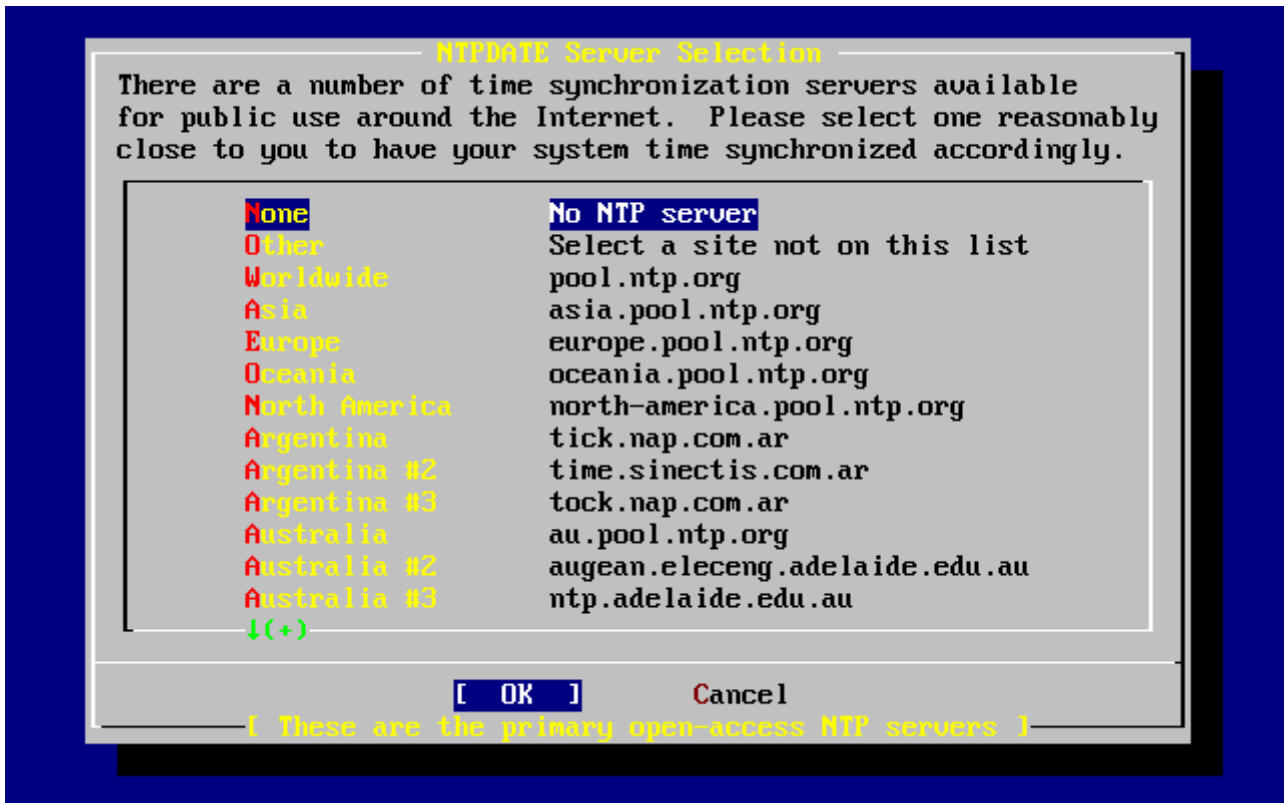 NTPDATE Server Selection
There are a number of time synchronization servers available
for public use around the Internet.  Please select one reasonably
close to you to have your system time synchronized accordingly.
None No NTP server
Other Select a site not on this list
Worldwide pool.ntp.org
Asia asia.pool.ntp.org
Europe europe.pool.ntp.org
Oceania oceania.pool.ntp.org
North America north-america.pool.ntp.org
Argentina tick.nap.com.ar
Argentina #2 time.sinectis.com.ar
Argentina #3 tock.nap.com.ar
Australia au.pool.ntp.org
Australia #2 augean.eleceng.adelaide.edu.au
Australia #3 ntp.adelaide.edu.au
↓(+)
[ OK ] Cancel
[ These are the primary open-access NTP servers ]